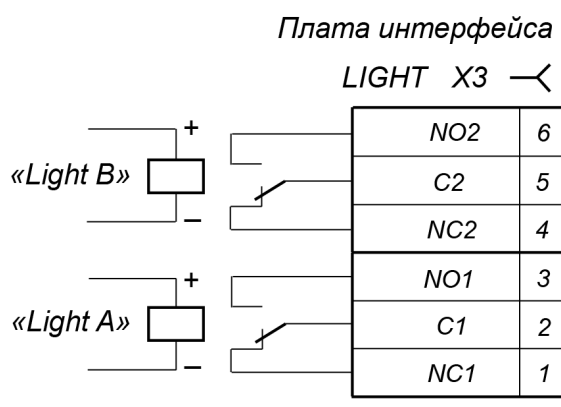 Плата интерфейса
LIGHT X3
+
NO2 6
«Light B»
C2 5
–
NC2 4
+
NO1 3
«Light A»
C1 2
–
NC1 1